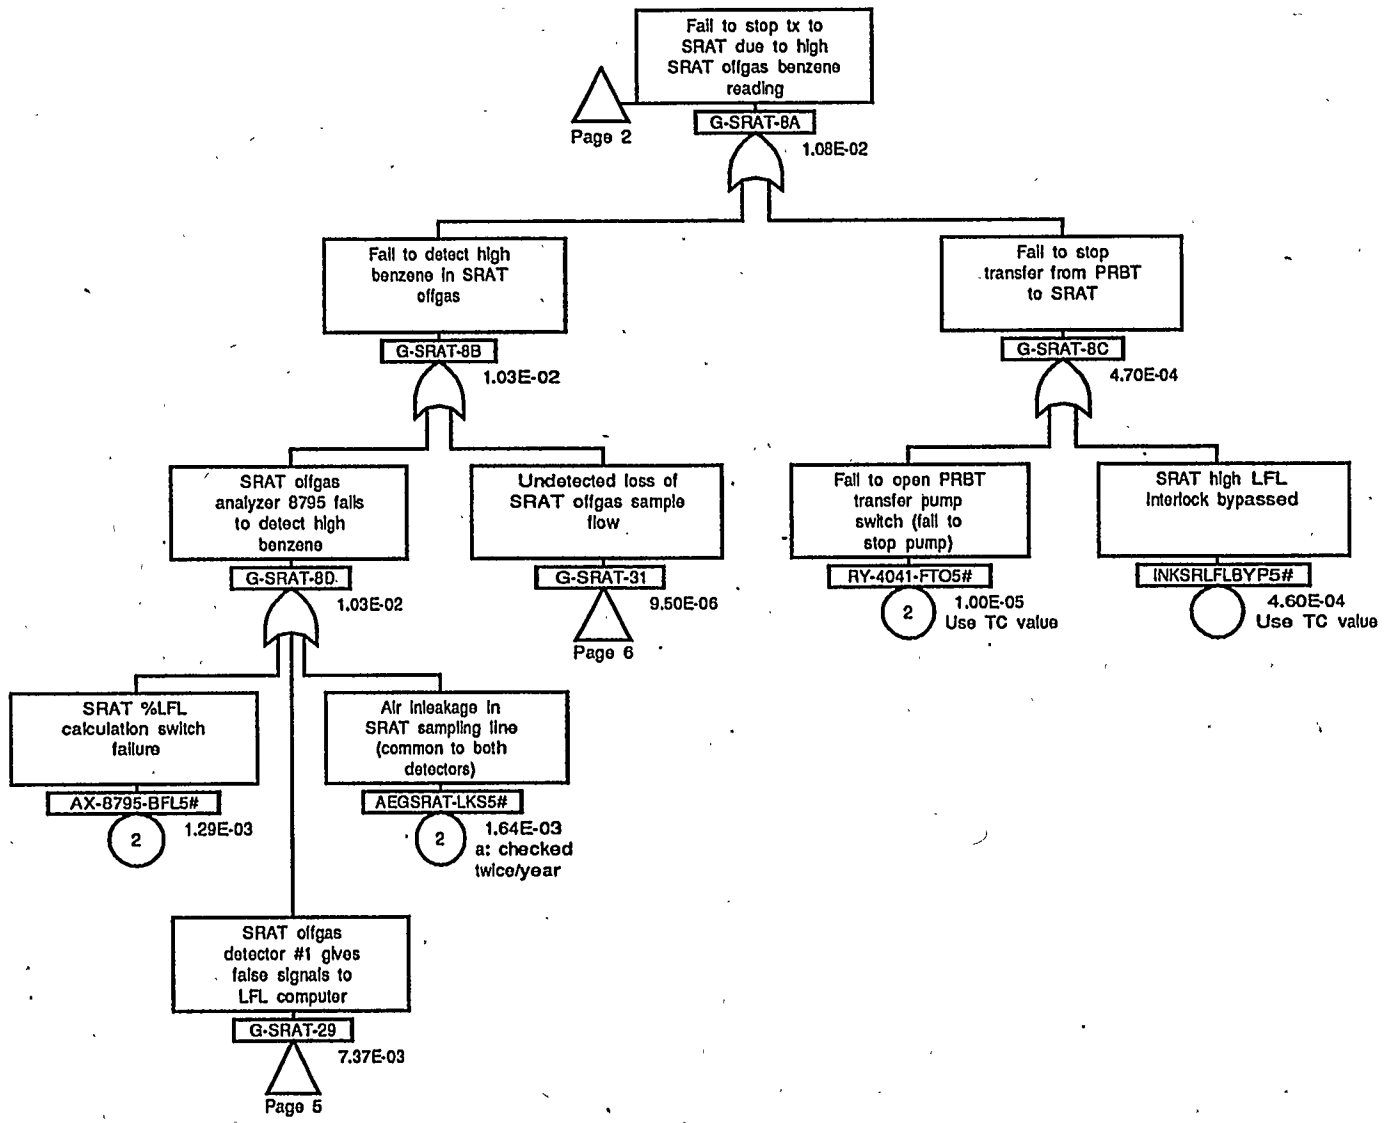 Fail to stop tx to
SRAT due to high
SRAT offgas benzene
reading
Page 2
G-SRAT-8A
1.08E-02
Fail to detect high
benzene in SRAT
offgas
G-SRAT-8B
1.03E-02
Fail to stop
transfer from PRBT
to SRAT
G-SRAT-8C
4.70E-04
SRAT offgas
analyzer 8795 fails
to detect high
benzene
G-SRAT-8D
1.03E-02
Undetected loss of
SRAT offgas sample
flow
G-SRAT-31
9.50E-06
Page 6
Fail to open PRBT
transfer pump
switch (fail to
stop pump)
RY-4041-FTO5#
2
1.00E-05
Use TC value
SRAT high LFL
Interlock bypassed
INKSRLFLBYP5#
4.60E-04
Use TC value
SRAT %LFL
calculation switch
failure
AX-8795-BFL5#
2
1.29E-03
Air inleakage in
SRAT sampling line
(common to both
detectors)
AEGSRAT-LKS5#
2
1.64E-03
a: checked
twice/year
SRAT offgas
detector #1 gives
false signals to
LFL computer
G-SRAT-29
7.37E-03
Page 5